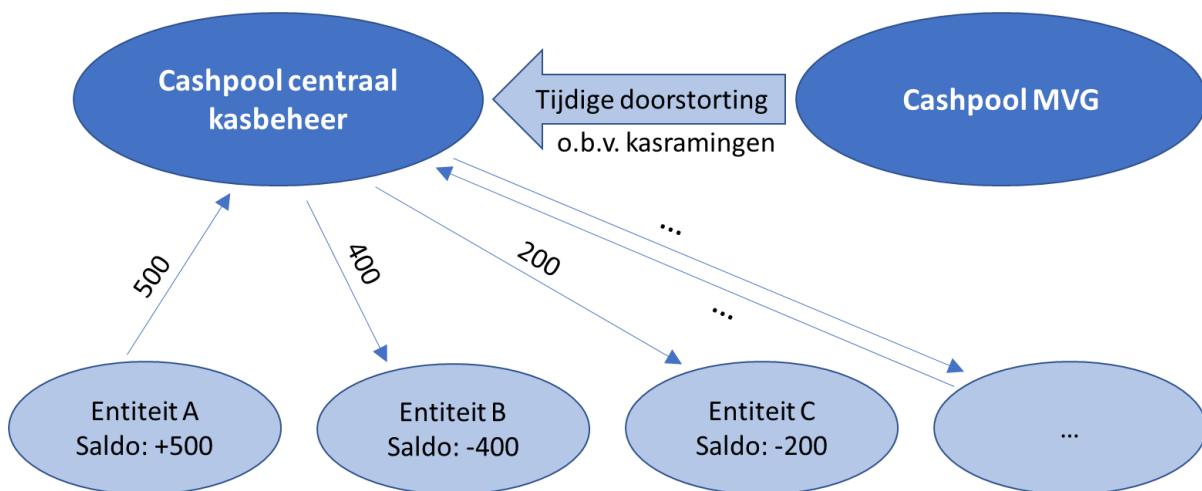 Cashpool centraal
kasbeheer
Tijdige doorstorting
o.b.v. kasramingen
Cashpool MVG
500
400
200
...
...
Entiteit A
Saldo: +500
Entiteit B
Saldo: -400
Entiteit C
Saldo: -200
...